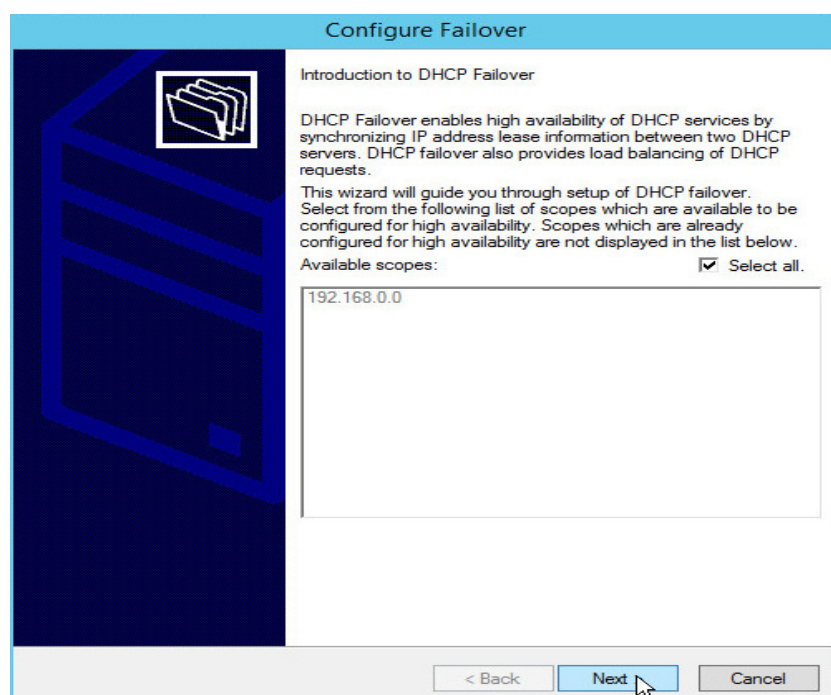 Configure Failover
Introduction to DHCP Failover
DHCP Failover enables high availability of DHCP services by
synchronizing IP address lease information between two DHCP
servers. DHCP failover also provides load balancing of DHCP
requests.
This wizard will guide you through setup of DHCP failover.
Select from the following list of scopes which are available to be
configured for high availability. Scopes which are already
configured for high availability are not displayed in the list below.
Available scopes:
Select all.
192.168.0.0
< Back
Next
Cancel